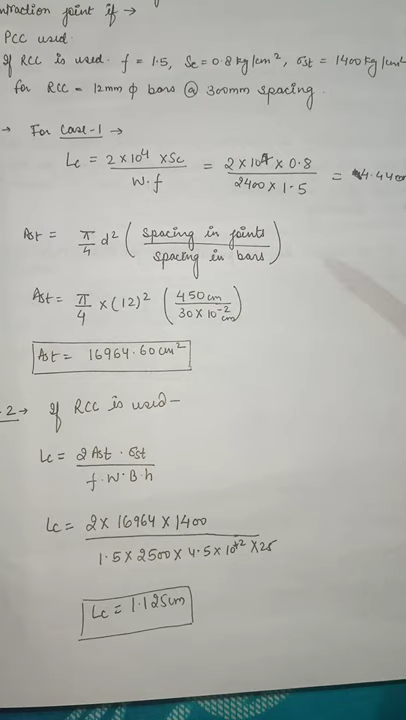 traction joint if →
PCC used.
If RCC is used. f = 1.5, Sc = 0.8 kg/cm², σst = 1400 kg/cm²
for RCC = 12mm φ bars @ 300mm spacing.
→ For Case-1 →
Lc = 2 × 10⁴ × Sc / W.f = 2 × 10⁴ × 0.8 / 2400 × 1.5 = 4.44cm
Ast = π/4 d² (spacing in joints / spacing in bars)
Ast = π/4 × (12)² (450 cm / 30 × 10⁻² cm)
Ast = 16964.60 cm²
2 → If RCC is used -
Lc = 2 Ast . σst / f. W. B. h
Lc = 2 × 16964 × 1400 / 1.5 × 2500 × 4.5 × 10⁺² × 25
Lc = 1.125cm